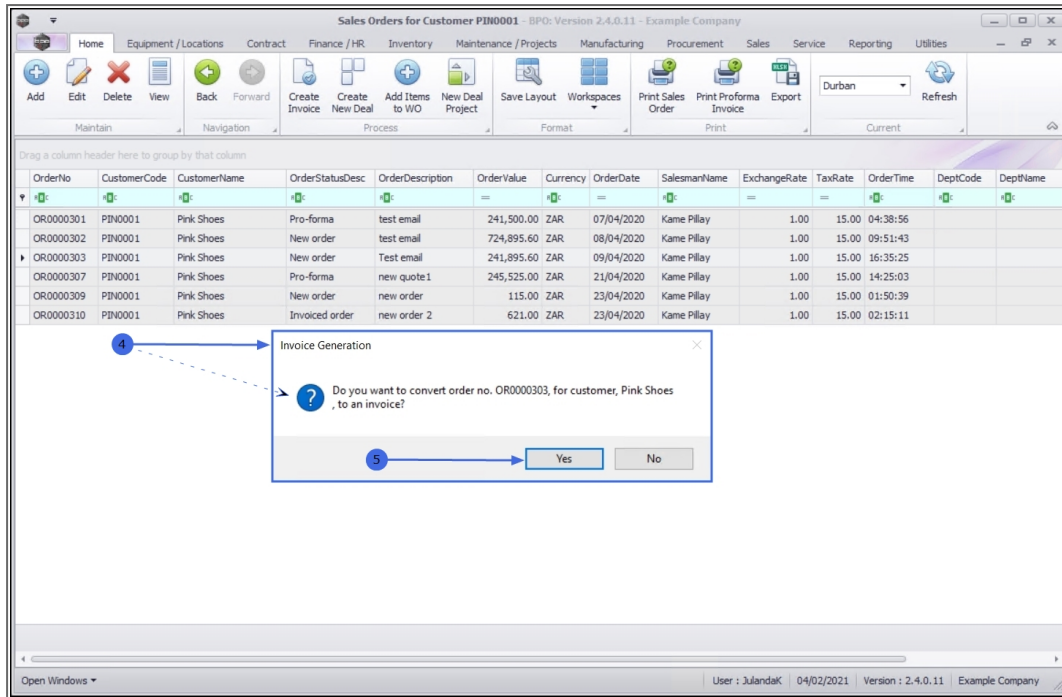 Sales Orders for Customer PIN0001 - BPO: Version 2.4.0.11 - Example Company
Home Equipment / Locations Contract Finance / HR Inventory Maintenance / Projects Manufacturing Procurement Sales Service Reporting Utilities
Add Edit Delete View Back Forward Create Invoice Create New Deal Add Items to WO New Deal Project Save Layout Workspaces Print Sales Order Print Proforma Invoice Export Durban Refresh
Maintain Navigation Process Format Print Current
Drag a column header here to group by that column
OrderNo CustomerCode CustomerName OrderStatusDesc OrderDescription OrderValue Currency OrderDate SalesmanName ExchangeRate TaxRate OrderTime DeptCode DeptName
OR0000301 PIN0001 Pink Shoes Pro-forma test email 241,500.00 ZAR 07/04/2020 Kame Pillay 1.00 15.00 04:38:56
OR0000302 PIN0001 Pink Shoes New order test email 724,895.60 ZAR 08/04/2020 Kame Pillay 1.00 15.00 09:51:43
OR0000303 PIN0001 Pink Shoes New order Test email 241,895.60 ZAR 09/04/2020 Kame Pillay 1.00 15.00 16:35:25
OR0000307 PIN0001 Pink Shoes Pro-forma new quote1 245,525.00 ZAR 21/04/2020 Kame Pillay 1.00 15.00 14:25:03
OR0000309 PIN0001 Pink Shoes New order new order 115.00 ZAR 23/04/2020 Kame Pillay 1.00 15.00 01:50:39
OR0000310 PIN0001 Pink Shoes Invoiced order new order 2 621.00 ZAR 23/04/2020 Kame Pillay 1.00 15.00 02:15:11
4
Invoice Generation
Do you want to convert order no. OR0000303, for customer, Pink Shoes
, to an invoice?
5
Yes No
Open Windows User : JulandaK 04/02/2021 Version : 2.4.0.11 Example Company